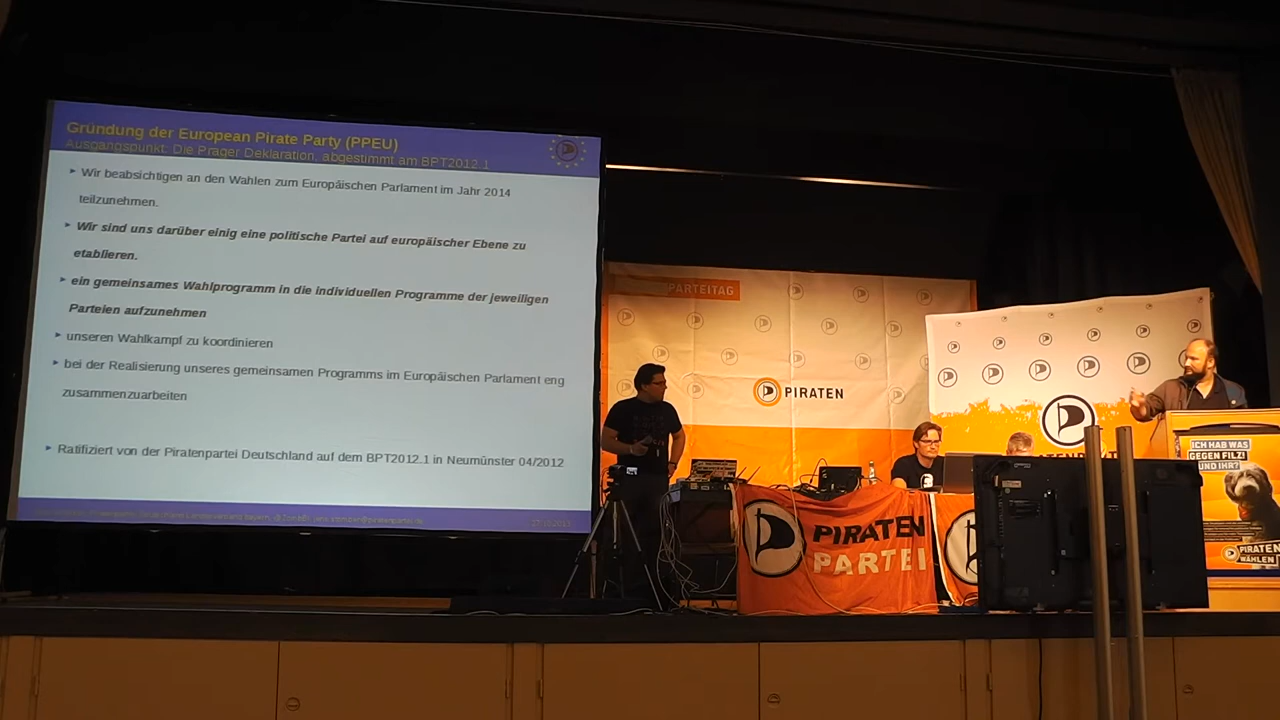 Gründung der European Pirate Party (PPEU)
Ausgangspunkt: Die Prager Deklaration, abgestimmt am BPT2012.1
Wir beabsichtigen an den Wahlen zum Europäischen Parlament im Jahr 2014
teilzunehmen.
Wir sind uns darüber einig eine politische Partei auf europäischer Ebene zu
etablieren.
ein gemeinsames Wahlprogramm in die individuellen Programme der jeweiligen
Parteien aufzunehmen
unseren Wahlkampf zu koordinieren
bei der Realisierung unseres gemeinsamen Programms im Europäischen Parlament eng
zusammenzuarbeiten
Ratifiziert von der Piratenpartei Deutschland auf dem BPT2012.1 in Neumünster 04/2012
PARTEITAG
PIRATEN
PIRATEN
PARTEI
ICH HAB WAS
GEGEN FILZ!
UND IHR?
PIRATEN
WÄHLEN